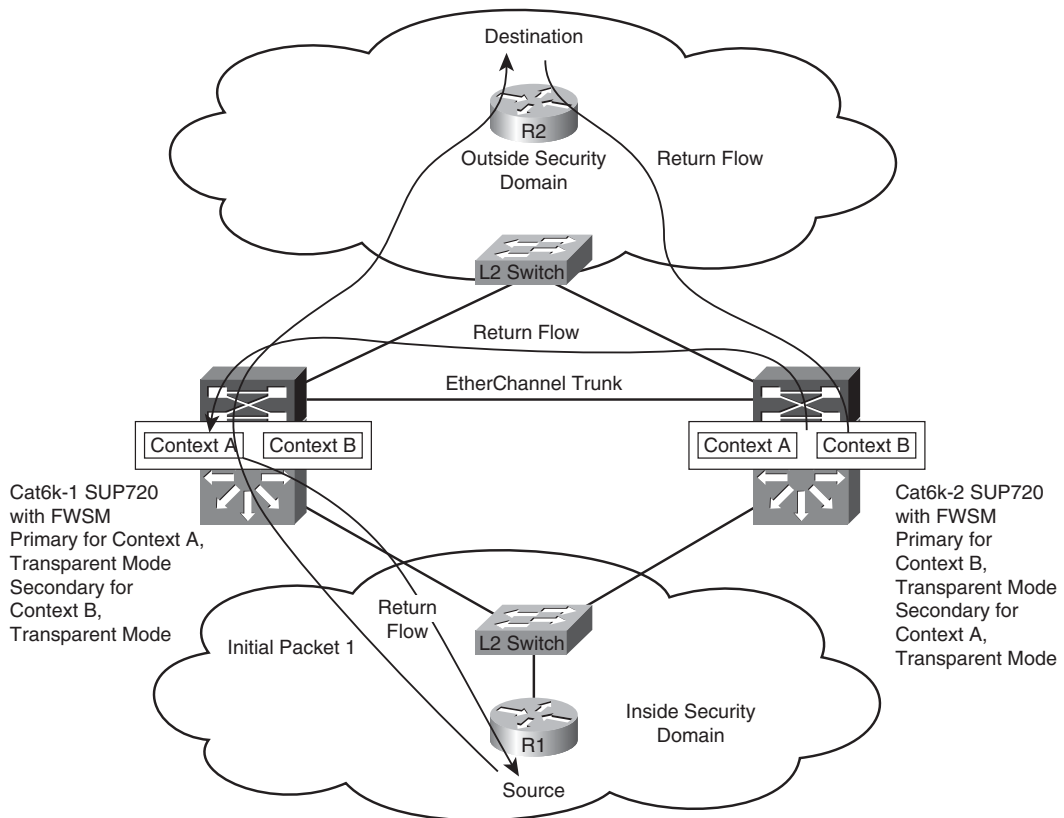 Destination
R2
Outside Security
Domain
Return Flow
L2 Switch
Return Flow
EtherChannel Trunk
Context A
Context B
Context A
Context B
Cat6k-1 SUP720
with FWSM
Primary for Context A,
Transparent Mode
Secondary for
Context B,
Transparent Mode
Cat6k-2 SUP720
with FWSM
Primary for
Context B,
Transparent Mode
Secondary for
Context A,
Transparent Mode
Return
Flow
L2 Switch
Initial Packet 1
R1
Inside Security
Domain
Source